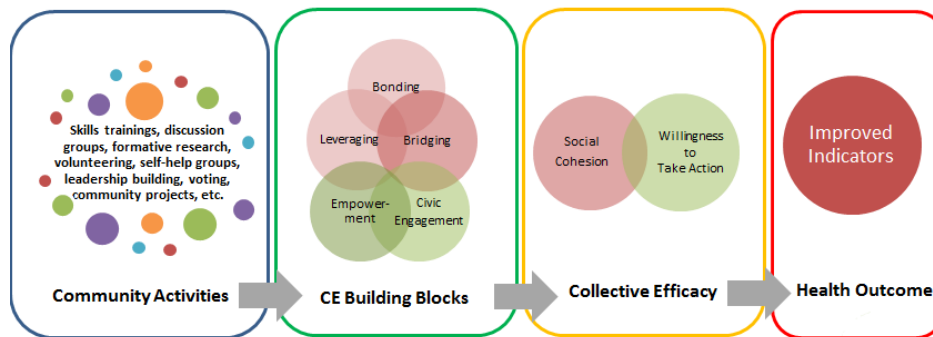 Skills trainings, discussion
groups, formative research,
volunteering, self-help groups,
leadership building, voting,
community projects, etc.
Community Activities
Bonding
Leveraging
Bridging
Empower-
ment
Civic
Engagement
CE Building Blocks
Social
Cohesion
Willingness
to
Take Action
Collective Efficacy
Improved
Indicators
Health Outcome